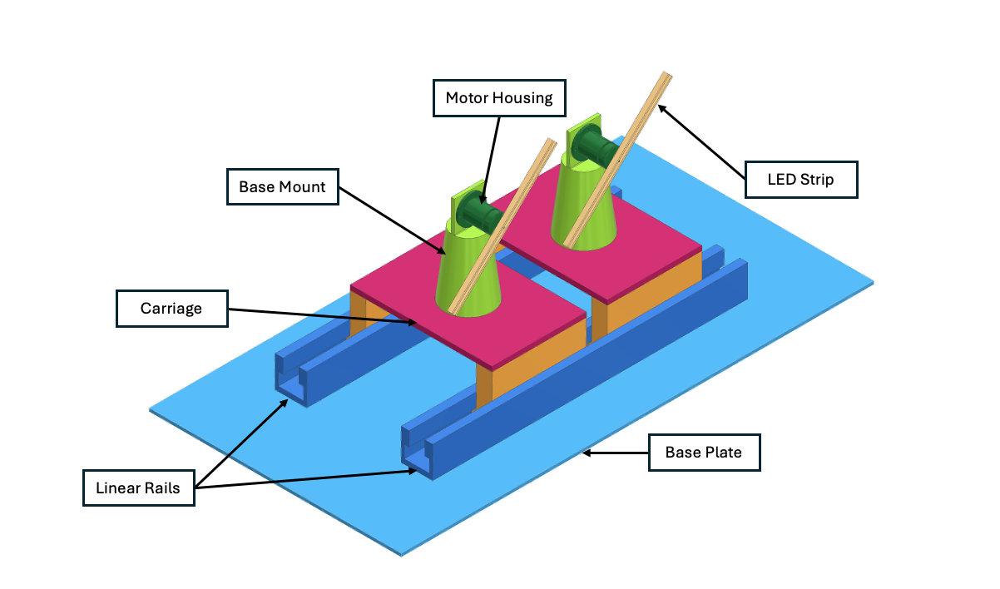 Motor Housing
LED Strip
Base Mount
Carriage
Base Plate
Linear Rails